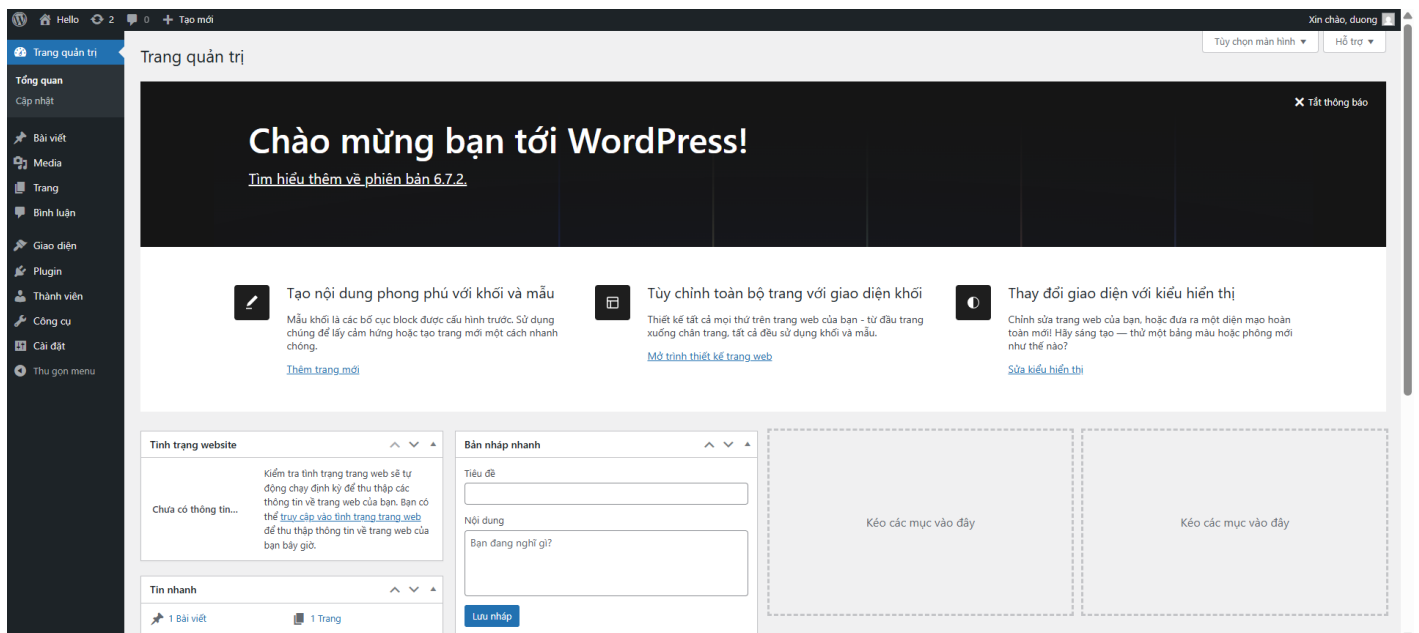 Hello 2 0 + Tạo mới Xin chào, duong
Trang quản trị
Tổng quan
Cập nhật
Bài viết
Media
Trang
Bình luận
Giao diện
Plugin
Thành viên
Công cụ
Cài đặt
Thu gọn menu
Tùy chọn màn hình ▼ Hỗ trợ ▼
Trang quản trị
Tắt thông báo
Chào mừng bạn tới WordPress!
Tìm hiểu thêm về phiên bản 6.7.2.
Tạo nội dung phong phú với khối và mẫu
Mẫu khối là các bố cục block được cấu hình trước. Sử dụng
chúng để lấy cảm hứng hoặc tạo trang mới một cách nhanh
chóng.
Thêm trang mới
Tùy chỉnh toàn bộ trang với giao diện khối
Thiết kế tất cả mọi thứ trên trang web của bạn - từ đầu trang
xuống chân trang, tất cả đều sử dụng khối và mẫu.
Mở trình thiết kế trang web
Thay đổi giao diện với kiểu hiển thị
Chỉnh sửa trang web của bạn, hoặc đưa ra một diện mạo hoàn
toàn mới! Hãy sáng tạo — thử một bảng màu hoặc phông mới
như thế nào?
Sửa kiểu hiển thị
Tình trạng website
Chưa có thông tin...
Kiểm tra tình trạng trang web sẽ tự
động chạy định kỳ để thu thập các
thông tin về trang web của bạn. Bạn có
thể truy cập vào tình trạng trang web
để thu thập thông tin về trang web của
bạn bây giờ.
Tin nhanh
1 Bài viết 1 Trang
Bản nháp nhanh
Tiêu đề
Nội dung
Bạn đang nghĩ gì?
Lưu nháp
Kéo các mục vào đây
Kéo các mục vào đây